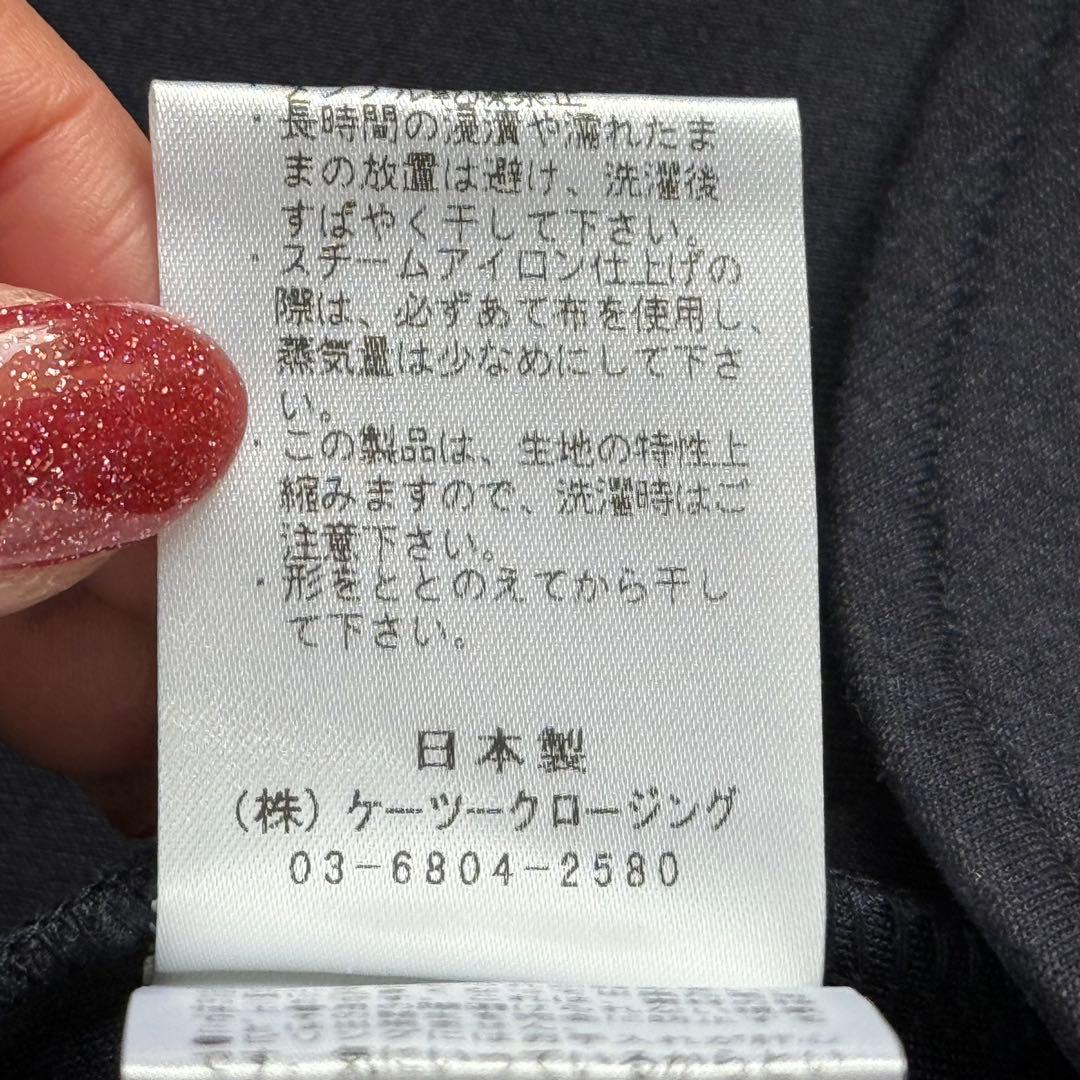 ・長時間の浸漬や濡れたま
まの放置は避け、洗濯後
すばやく干して下さい。
・スチームアイロン仕上げの
際は、必ずあて布を使用し、
蒸気量は少なめにして下さ
い。
・この製品は、生地の特性上
縮みますので、洗濯時はご
注意下さい。
・形をととのえてから干し
て下さい。
日本製
(株)ケーツークロージング
03-6804-2580